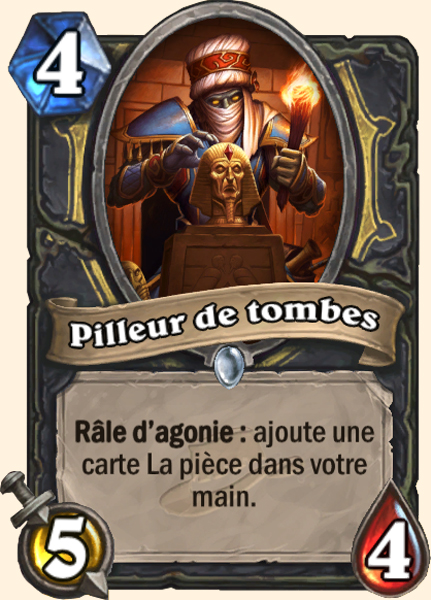 4
Pilleur de tombes
Râle d'agonie : ajoute une
carte La pièce dans votre
main.
5
4